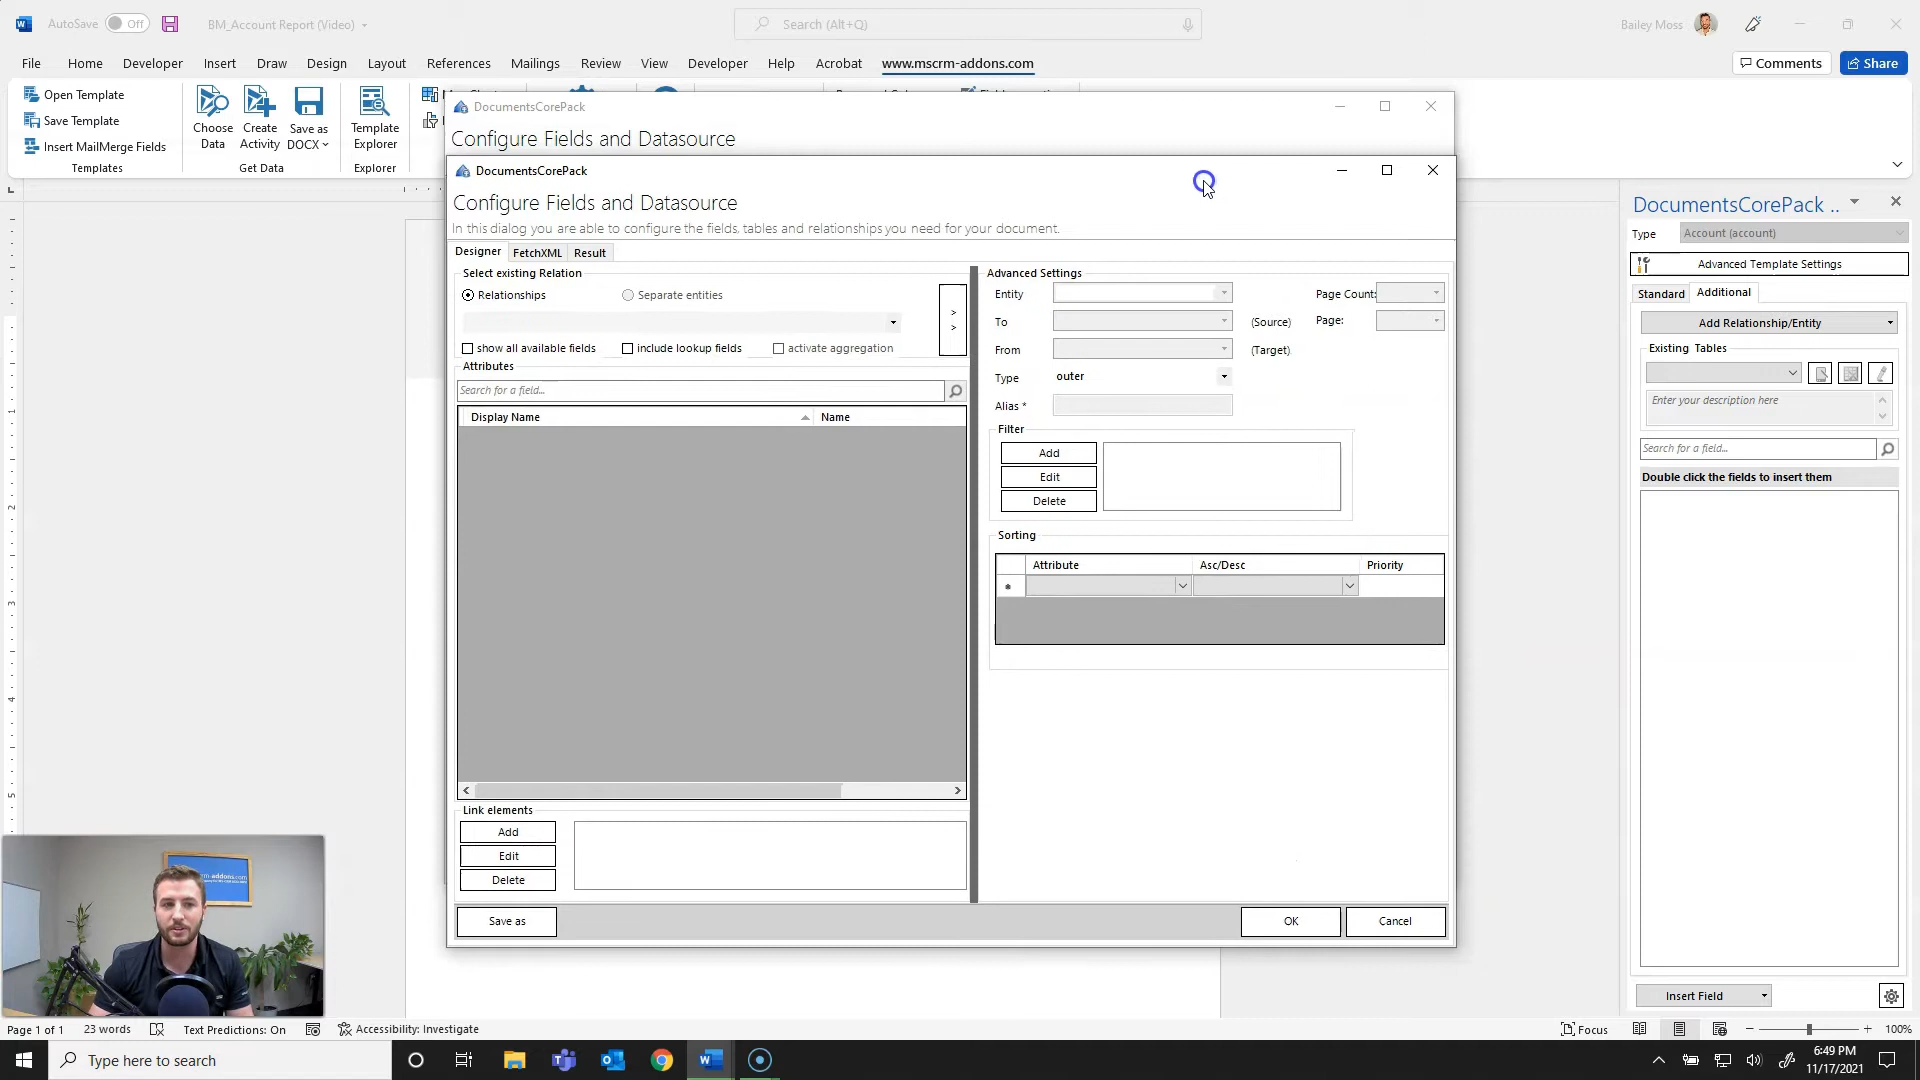 AutoSave Off BM_Account Report (Video) Search (Alt+Q) Bailey Moss
File Home Developer Insert Draw Design Layout References Mailings Review View Developer Help Acrobat www.mscrm-addons.com Comments Share
Open Template
Save Template
Insert MailMerge Fields
Templates
Choose Data
Create Activity
Save as DOCX
Get Data
Template Explorer
Explorer
DocumentsCorePack
Configure Fields and Datasource
DocumentsCorePack
Configure Fields and Datasource
In this dialog you are able to configure the fields, tables and relationships you need for your document.
Designer FetchXML Result
Select existing Relation
Relationships Separate entities
> >
show all available fields include lookup fields activate aggregation
Attributes
Search for a field...
Display Name Name
Link elements
Add
Edit
Delete
Save as
Advanced Settings
Entity Page Count:
To (Source) Page:
From (Target)
Type outer
Alias *
Filter
Add
Edit
Delete
Sorting
Attribute Asc/Desc Priority
OK Cancel
DocumentsCorePack ..
Type Account (account)
Advanced Template Settings
Standard Additional
Add Relationship/Entity
Existing Tables
Enter your description here
Search for a field...
Double click the fields to insert them
Insert Field
1
2
3
4
5
rm-addons.com
Page 1 of 1 23 words Text Predictions: On Accessibility: Investigate Focus 100%
Type here to search
6:49 PM
11/17/2021